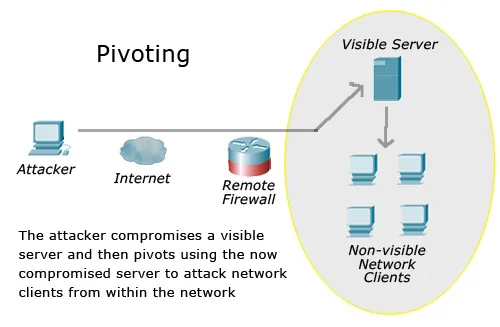 Pivoting
Visible Server
Attacker
Internet
Remote
Firewall
Non-visible
Network
Clients
The attacker compromises a visible
server and then pivots using the now
compromised server to attack network
clients from within the network